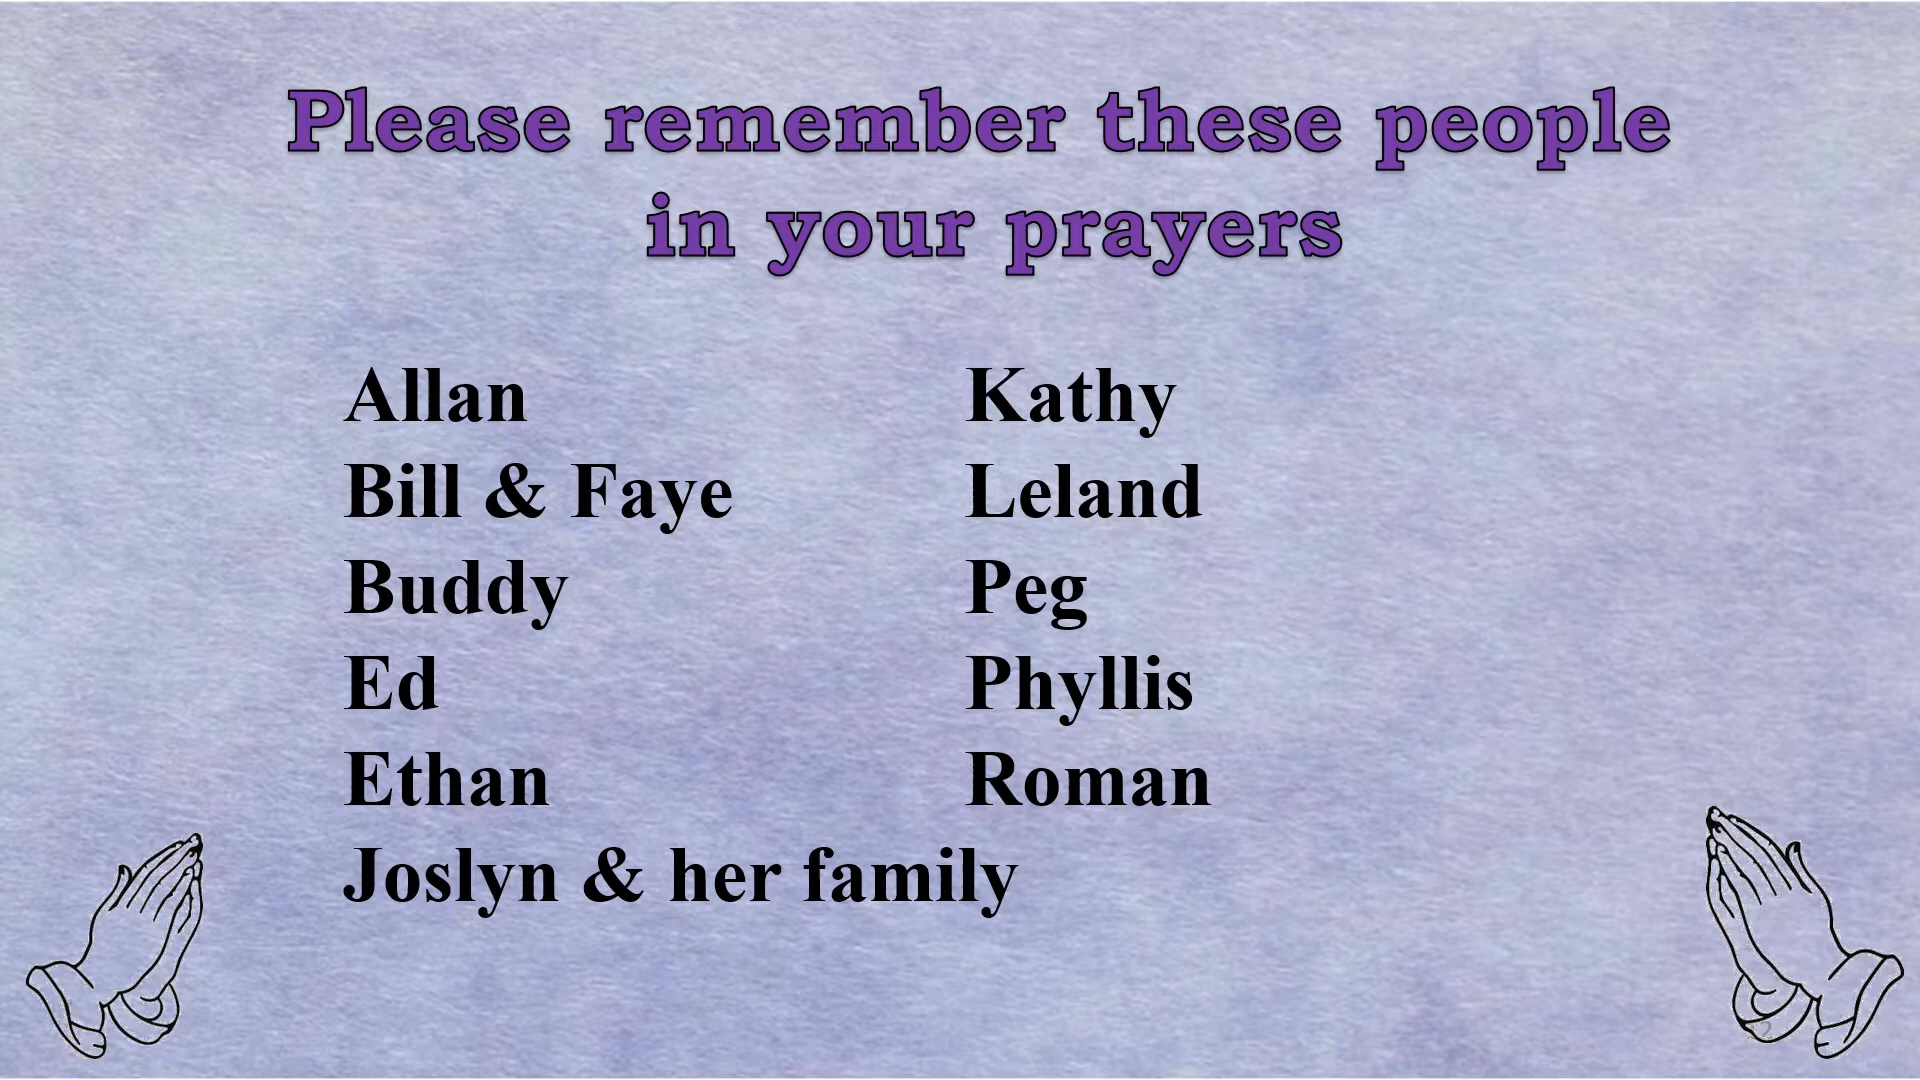 Please remember these people
in your prayers
Allan
Bill & Faye
Buddy
Ed
Ethan
Joslyn & her family
Kathy
Leland
Peg
Phyllis
Roman